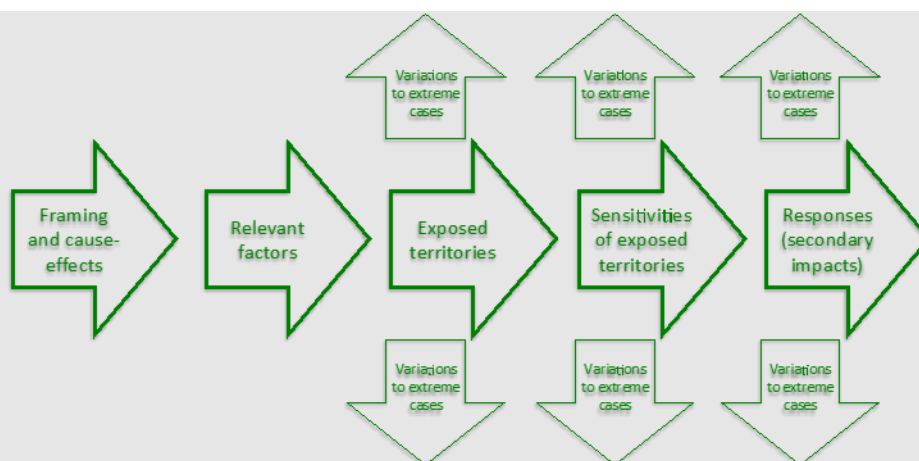 Variations
to extreme
cases
Variations
to extreme
cases
Variations
to extreme
cases
Framing
and cause-
effects
Relevant
factors
Exposed
territories
Sensitivities
of exposed
territories
Responses
(secondary
impacts)
Variations
to extreme
cases
Variations
to extreme
cases
Variations
to extreme
cases